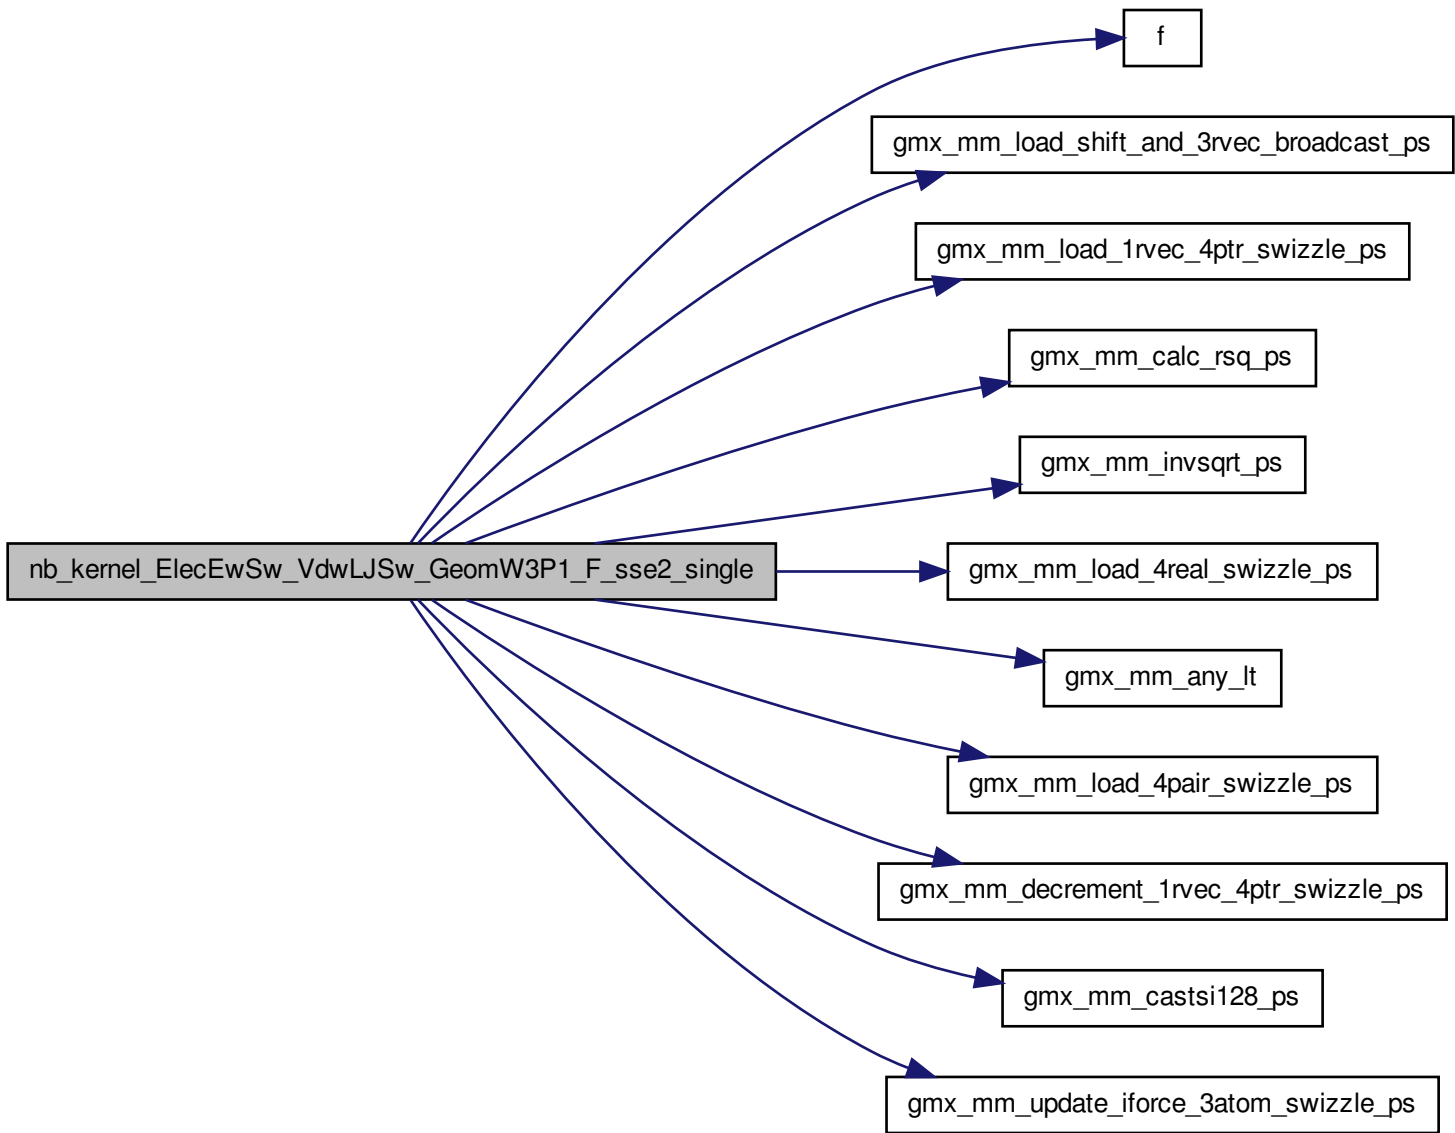 f
gmx_mm_load_shift_and_3rvec_broadcast_ps
gmx_mm_load_1rvec_4ptr_swizzle_ps
gmx_mm_calc_rsq_ps
gmx_mm_invsqrt_ps
nb_kernel_ElecEwSw_VdwLJSw_GeomW3P1_F_sse2_single
gmx_mm_load_4real_swizzle_ps
gmx_mm_any_lt
gmx_mm_load_4pair_swizzle_ps
gmx_mm_decrement_1rvec_4ptr_swizzle_ps
gmx_mm_castsi128_ps
gmx_mm_update_iforce_3atom_swizzle_ps